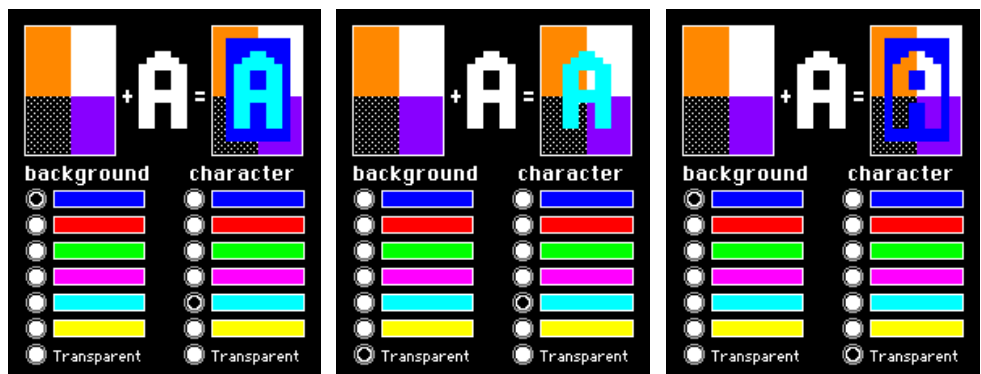 + A =
background character
Transparent Transparent
+ A =
background character
Transparent Transparent
+ A =
background character
Transparent Transparent